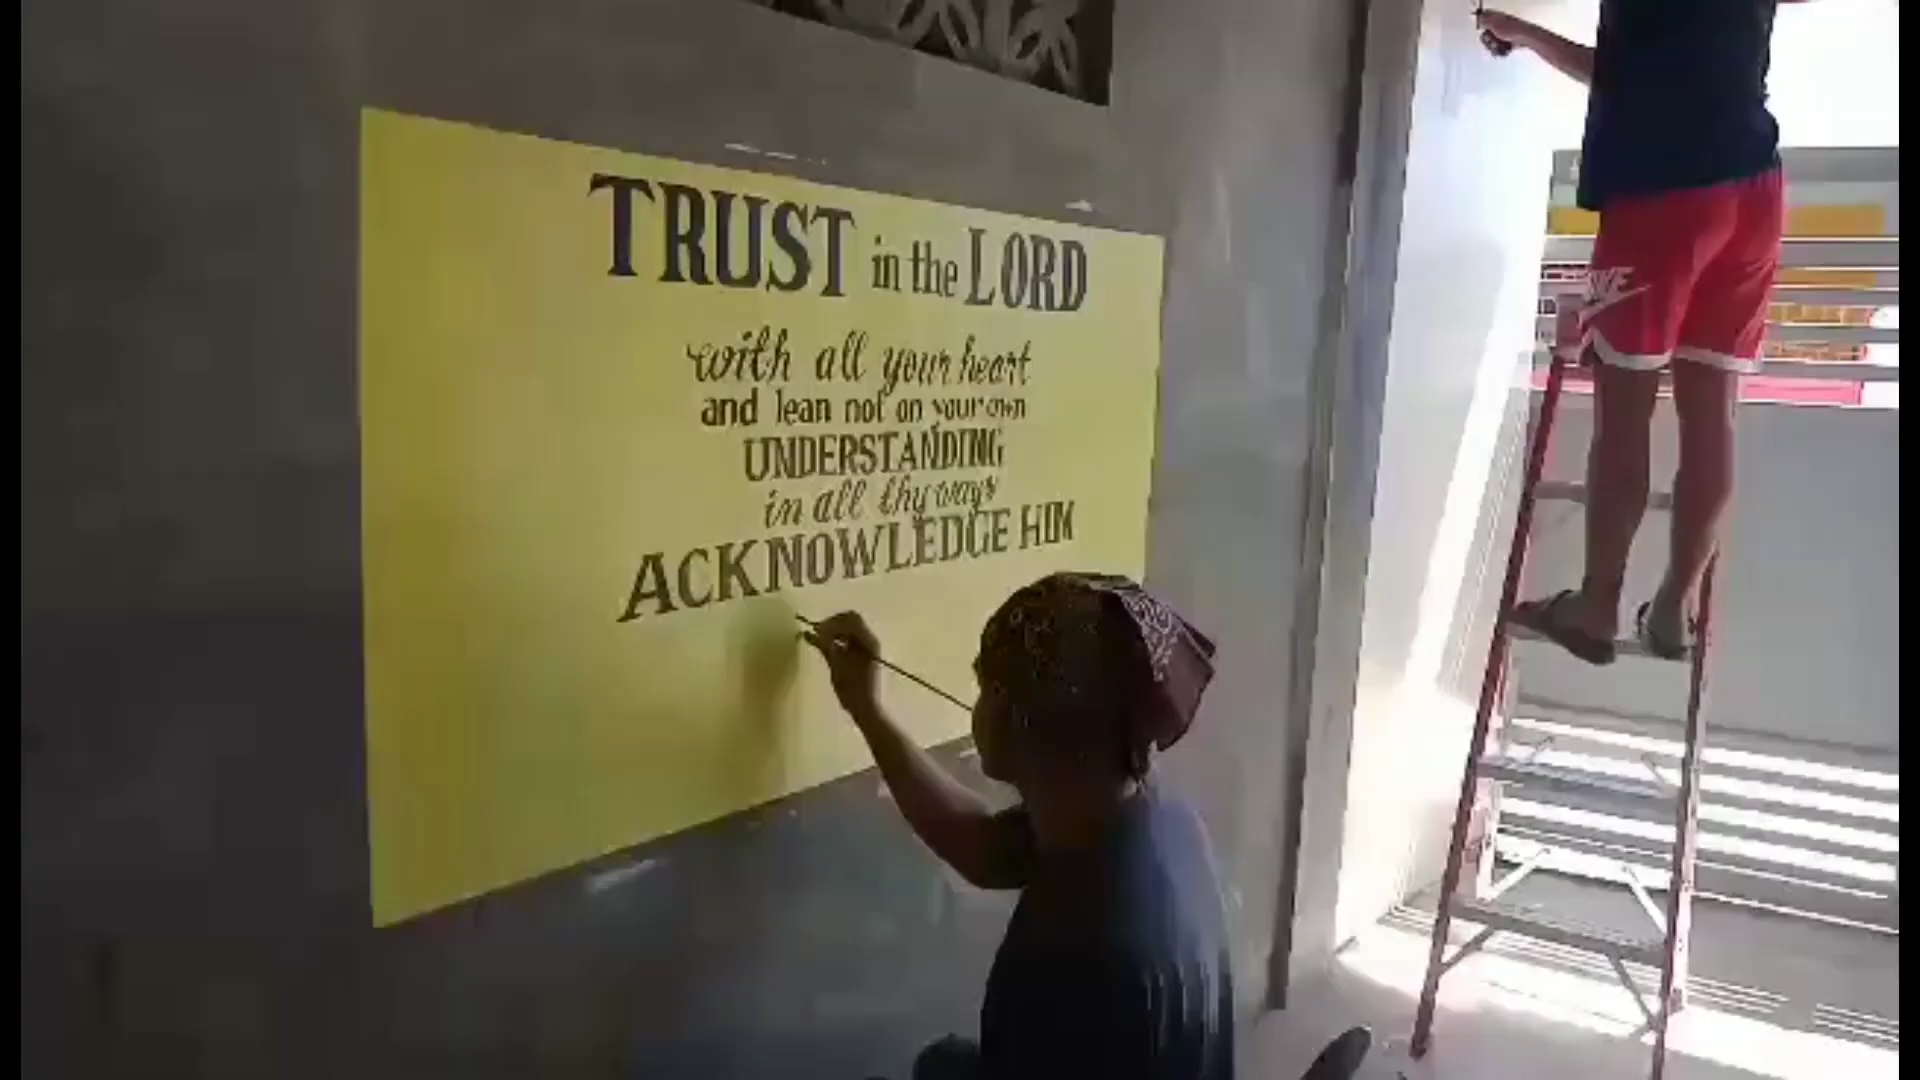 TRUST in the LORD
with all your heart
and lean not on your own
UNDERSTANDING
in all thy ways
ACKNOWLEDGE HIM
NIKE